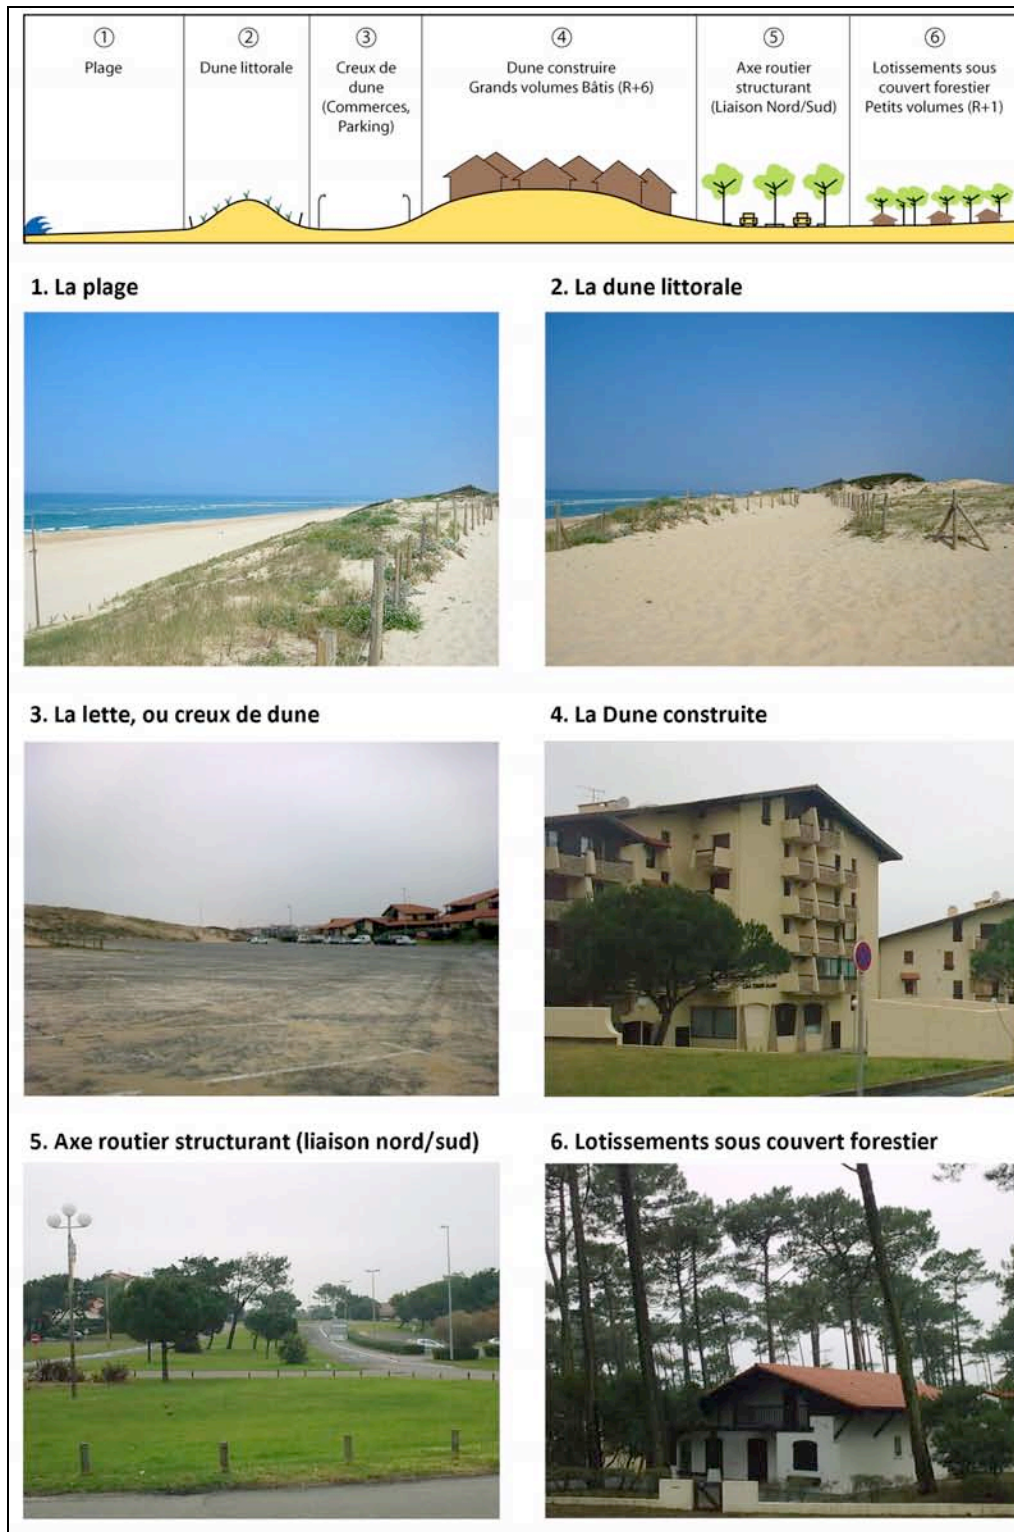 ①
Plage
②
Dune littorale
③
Creux de
dune
(Commerces,
Parking)
④
Dune construire
Grands volumes Bâtis (R+6)
⑤
Axe routier
structurant
(Liaison Nord/Sud)
⑥
Lotissements sous
couvert forestier
Petits volumes (R+1)
1. La plage
2. La dune littorale
3. La lette, ou creux de dune
4. La Dune construite
5. Axe routier structurant (liaison nord/sud)
6. Lotissements sous couvert forestier